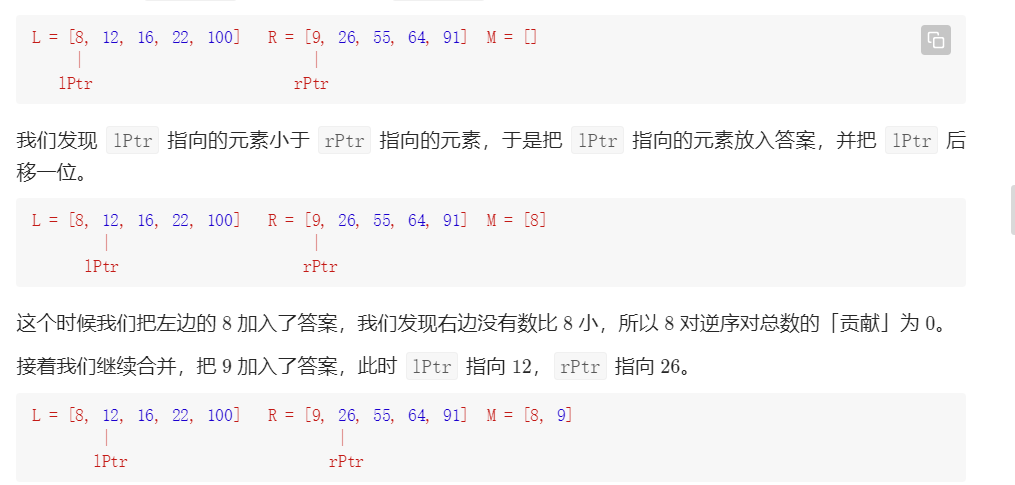 L = [8, 12, 16, 22, 100]   R = [9, 26, 55, 64, 91]  M = []
|                          |
lPtr                       rPtr
我们发现 lPtr 指向的元素小于 rPtr 指向的元素，于是把 lPtr 指向的元素放入答案，并把 lPtr 后
移一位。
L = [8, 12, 16, 22, 100]   R = [9, 26, 55, 64, 91]  M = [8]
|                       |
lPtr                     rPtr
这个时候我们把左边的 8 加入了答案，我们发现右边没有数比 8 小，所以 8 对逆序对总数的「贡献」为 0。
接着我们继续合并，把 9 加入了答案，此时 lPtr 指向 12，rPtr 指向 26。
L = [8, 12, 16, 22, 100]   R = [9, 26, 55, 64, 91]  M = [8, 9]
|                          |
lPtr                       rPtr